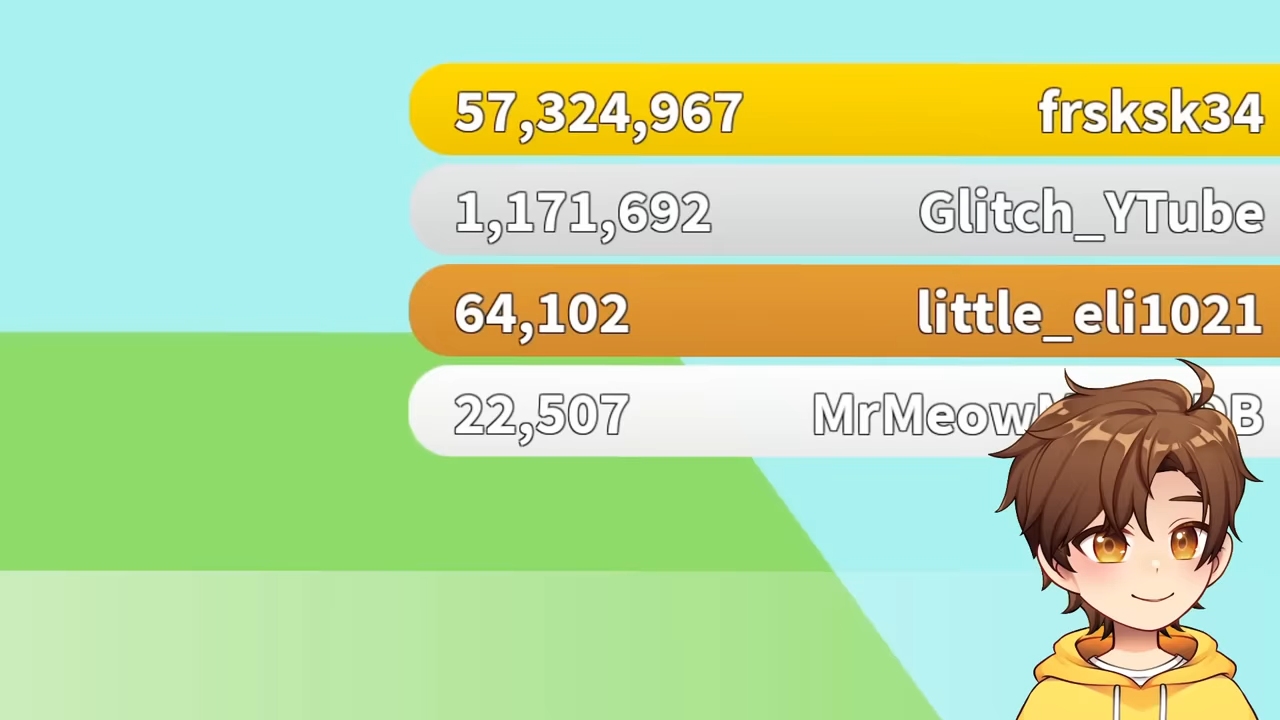 57,324,967 frsksk34
1,171,692 Glitch_YTube
64,102 little_eli1021
22,507